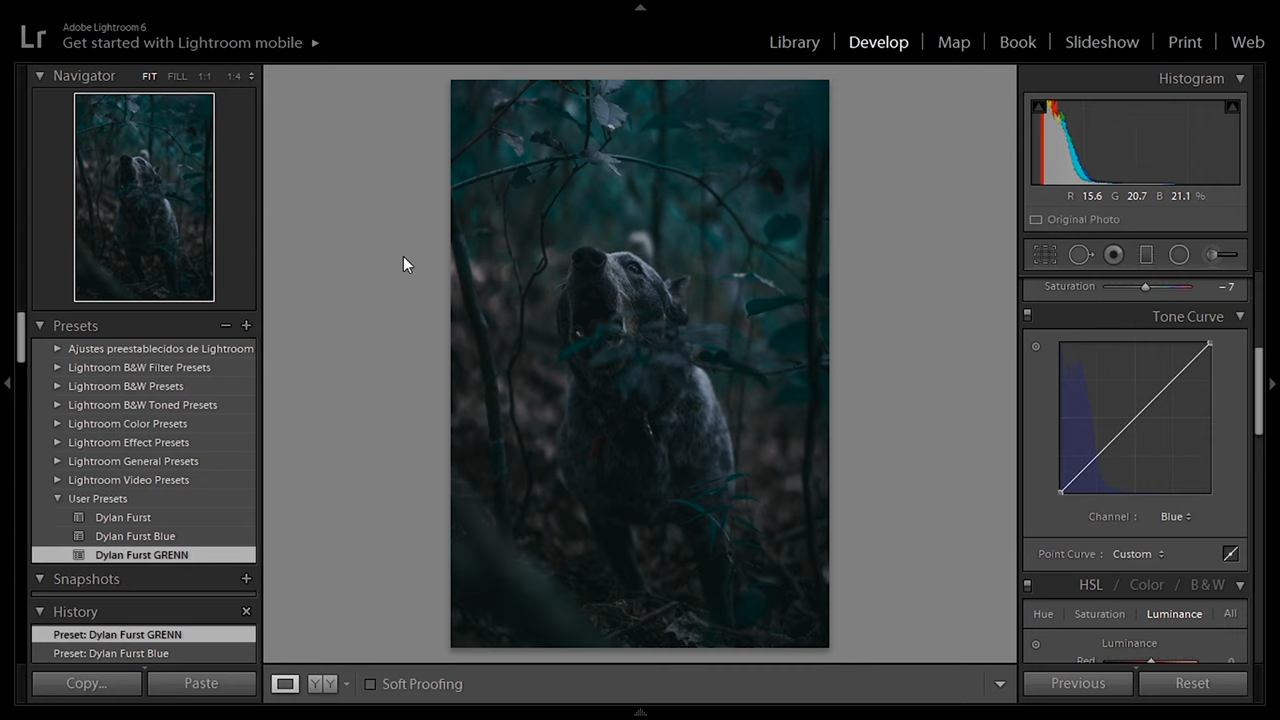 Lr
Adobe Lightroom 6
Get started with Lightroom mobile
Library Develop Map Book Slideshow Print Web
Navigator FIT FILL 1:1 1:4
Histogram
R 15.6 G 20.7 B 21.1 %
Original Photo
Saturation -7
Tone Curve
Channel : Blue
Point Curve : Custom
HSL / Color / B&W
Hue Saturation Luminance All
Luminance
Red 0
Presets
Ajustes preestablecidos de Lightroom
Lightroom B&W Filter Presets
Lightroom B&W Presets
Lightroom B&W Toned Presets
Lightroom Color Presets
Lightroom Effect Presets
Lightroom General Presets
Lightroom Video Presets
User Presets
Dylan Furst
Dylan Furst Blue
Dylan Furst GRENN
Snapshots
History
Preset: Dylan Furst GRENN
Preset: Dylan Furst Blue
Copy... Paste
YY Soft Proofing
Previous Reset